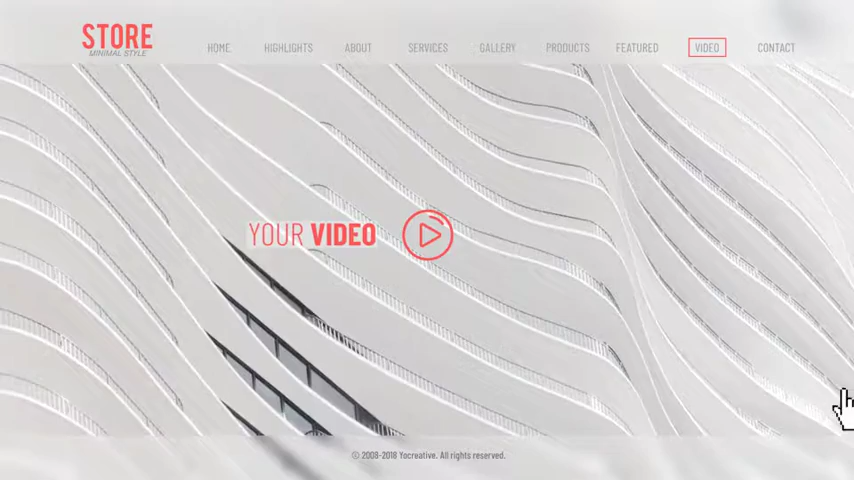 STORE
MINIMAL STYLE
HOME HIGHLIGHTS ABOUT SERVICES GALLERY PRODUCTS FEATURED VIDEO CONTACT
YOUR VIDEO
© 2008-2018 Yocreative. All rights reserved.